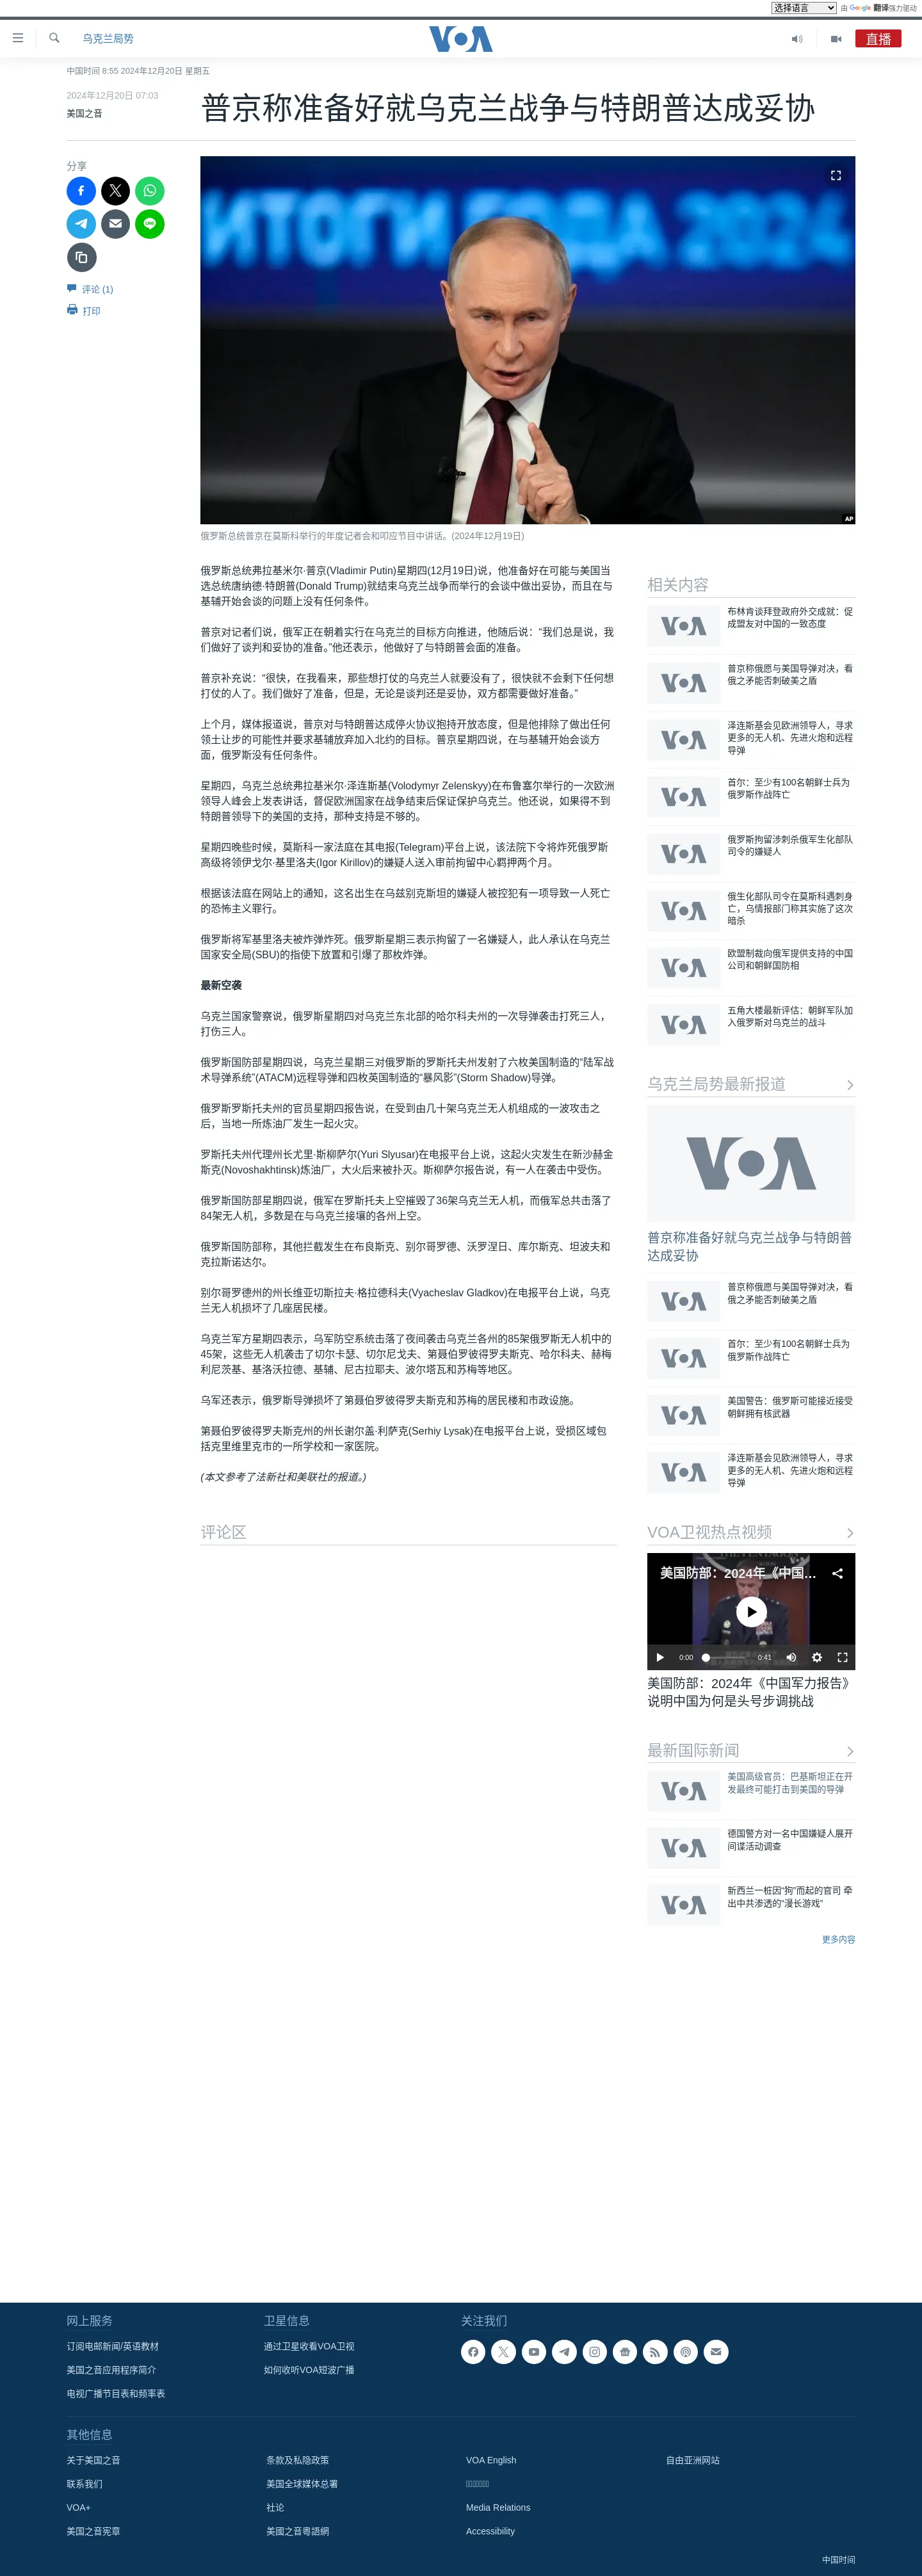 选择语言 由 Google 翻译强力驱动
乌克兰局势
VOA
直播
中国时间 8:55 2024年12月20日 星期五
2024年12月20日 07:03
美国之音
普京称准备好就乌克兰战争与特朗普达成妥协
分享
评论 (1)
打印
ИТОГИ ГОДА 202
AP
俄罗斯总统普京在莫斯科举行的年度记者会和叩应节目中讲话。(2024年12月19日)
俄罗斯总统弗拉基米尔·普京(Vladimir Putin)星期四(12月19日)说，他准备好在可能与美国当
选总统唐纳德·特朗普(Donald Trump)就结束乌克兰战争而举行的会谈中做出妥协，而且在与
基辅开始会谈的问题上没有任何条件。
普京对记者们说，俄军正在朝着实行在乌克兰的目标方向推进，他随后说：“我们总是说，我
们做好了谈判和妥协的准备。”他还表示，他做好了与特朗普会面的准备。
普京补充说：“很快，在我看来，那些想打仗的乌克兰人就要没有了，很快就不会剩下任何想
打仗的人了。我们做好了准备，但是，无论是谈判还是妥协，双方都需要做好准备。”
上个月，媒体报道说，普京对与特朗普达成停火协议抱持开放态度，但是他排除了做出任何
领土让步的可能性并要求基辅放弃加入北约的目标。普京星期四说，在与基辅开始会谈方
面，俄罗斯没有任何条件。
星期四，乌克兰总统弗拉基米尔·泽连斯基(Volodymyr Zelenskyy)在布鲁塞尔举行的一次欧洲
领导人峰会上发表讲话，督促欧洲国家在战争结束后保证保护乌克兰。他还说，如果得不到
特朗普领导下的美国的支持，那种支持是不够的。
星期四晚些时候，莫斯科一家法庭在其电报(Telegram)平台上说，该法院下令将炸死俄罗斯
高级将领伊戈尔·基里洛夫(Igor Kirillov)的嫌疑人送入审前拘留中心羁押两个月。
根据该法庭在网站上的通知，这名出生在乌兹别克斯坦的嫌疑人被控犯有一项导致一人死亡
的恐怖主义罪行。
俄罗斯将军基里洛夫被炸弹炸死。俄罗斯星期三表示拘留了一名嫌疑人，此人承认在乌克兰
国家安全局(SBU)的指使下放置和引爆了那枚炸弹。
最新空袭
乌克兰国家警察说，俄罗斯星期四对乌克兰东北部的哈尔科夫州的一次导弹袭击打死三人，
打伤三人。
俄罗斯国防部星期四说，乌克兰星期三对俄罗斯的罗斯托夫州发射了六枚美国制造的“陆军战
术导弹系统”(ATACM)远程导弹和四枚英国制造的“暴风影”(Storm Shadow)导弹。
俄罗斯罗斯托夫州的官员星期四报告说，在受到由几十架乌克兰无人机组成的一波攻击之
后，当地一所炼油厂发生一起火灾。
罗斯托夫州代理州长尤里·斯柳萨尔(Yuri Slyusar)在电报平台上说，这起火灾发生在新沙赫金
斯克(Novoshakhtinsk)炼油厂，大火后来被扑灭。斯柳萨尔报告说，有一人在袭击中受伤。
俄罗斯国防部星期四说，俄军在罗斯托夫上空摧毁了36架乌克兰无人机，而俄军总共击落了
84架无人机，多数是在与乌克兰接壤的各州上空。
俄罗斯国防部称，其他拦截发生在布良斯克、别尔哥罗德、沃罗涅日、库尔斯克、坦波夫和
克拉斯诺达尔。
别尔哥罗德州的州长维亚切斯拉夫·格拉德科夫(Vyacheslav Gladkov)在电报平台上说，乌克
兰无人机损坏了几座居民楼。
乌克兰军方星期四表示，乌军防空系统击落了夜间袭击乌克兰各州的85架俄罗斯无人机中的
45架，这些无人机袭击了切尔卡瑟、切尔尼戈夫、第聂伯罗彼得罗夫斯克、哈尔科夫、赫梅
利尼茨基、基洛沃拉德、基辅、尼古拉耶夫、波尔塔瓦和苏梅等地区。
乌军还表示，俄罗斯导弹损坏了第聂伯罗彼得罗夫斯克和苏梅的居民楼和市政设施。
第聂伯罗彼得罗夫斯克州的州长谢尔盖·利萨克(Serhiy Lysak)在电报平台上说，受损区域包
括克里维里克市的一所学校和一家医院。
(本文参考了法新社和美联社的报道。)
评论区
相关内容
布林肯谈拜登政府外交成就：促
成盟友对中国的一致态度
普京称俄愿与美国导弹对决，看
俄之矛能否刺破美之盾
泽连斯基会见欧洲领导人，寻求
更多的无人机、先进火炮和远程
导弹
首尔：至少有100名朝鲜士兵为
俄罗斯作战阵亡
俄罗斯拘留涉刺杀俄军生化部队
司令的嫌疑人
俄生化部队司令在莫斯科遇刺身
亡，乌情报部门称其实施了这次
暗杀
欧盟制裁向俄军提供支持的中国
公司和朝鲜国防相
五角大楼最新评估：朝鲜军队加
入俄罗斯对乌克兰的战斗
乌克兰局势最新报道
VOA
普京称准备好就乌克兰战争与特朗普
达成妥协
普京称俄愿与美国导弹对决，看
俄之矛能否刺破美之盾
首尔：至少有100名朝鲜士兵为
俄罗斯作战阵亡
美国警告：俄罗斯可能接近接受
朝鲜拥有核武器
泽连斯基会见欧洲领导人，寻求
更多的无人机、先进火炮和远程
导弹
VOA卫视热点视频
美国防部：2024年《中国...
0:00 0:41
美国防部：2024年《中国军力报告》
说明中国为何是头号步调挑战
最新国际新闻
美国高级官员：巴基斯坦正在开
发最终可能打击到美国的导弹
德国警方对一名中国嫌疑人展开
间谍活动调查
新西兰一桩因“狗”而起的官司 牵
出中共渗透的“漫长游戏”
更多内容
网上服务
订阅电邮新闻/英语教材
美国之音应用程序简介
电视广播节目表和频率表
卫星信息
通过卫星收看VOA卫视
如何收听VOA短波广播
关注我们
其他信息
关于美国之音
联系我们
VOA+
美国之音宪章
条款及私隐政策
美国全球媒体总署
社论
美國之音粵語網
VOA English
Media Relations
Accessibility
自由亚洲网站
中国时间